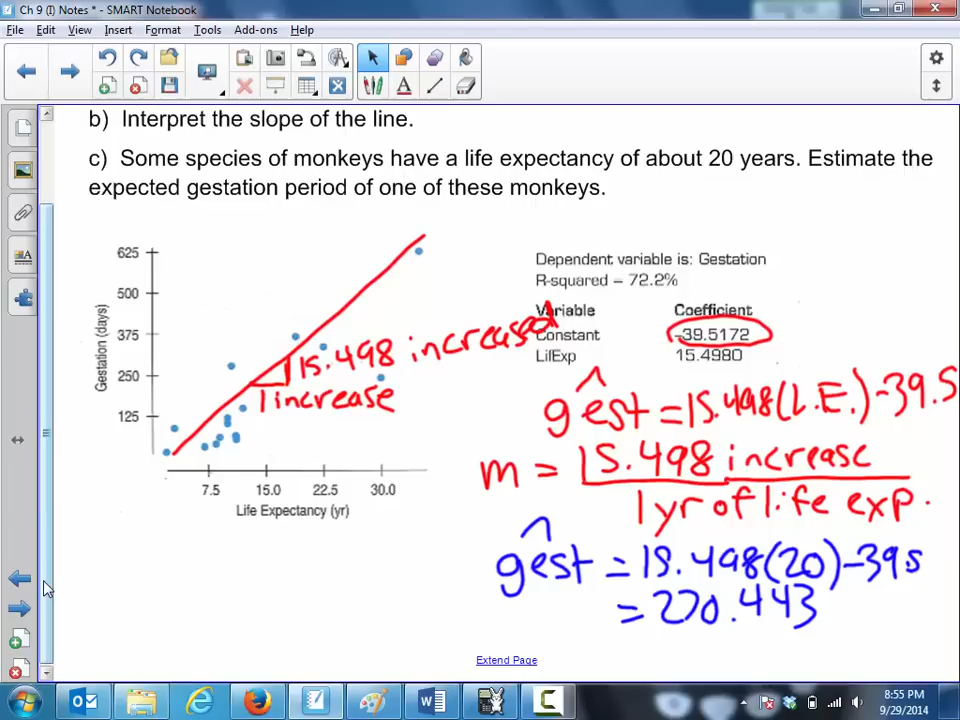 Ch 9 (I) Notes * - SMART Notebook
File Edit View Insert Format Tools Add-ons Help
b) Interpret the slope of the line.
c) Some species of monkeys have a life expectancy of about 20 years. Estimate the
expected gestation period of one of these monkeys.
625
500
375
250
125
Gestation (days)
7.5 15.0 22.5 30.0
Life Expectancy (yr)
15.498 increased
1 increase
Dependent variable is: Gestation
R-squared = 72.2%
Variable Coefficient
Constant -39.5172
LifExp 15.4980
gest = 15.498(L.E.) - 39.5
m = 15.498 increase
1 yr of life exp.
gest = 15.498(20) - 39.5
= 270.443
Extend Page
8:55 PM
9/29/2014